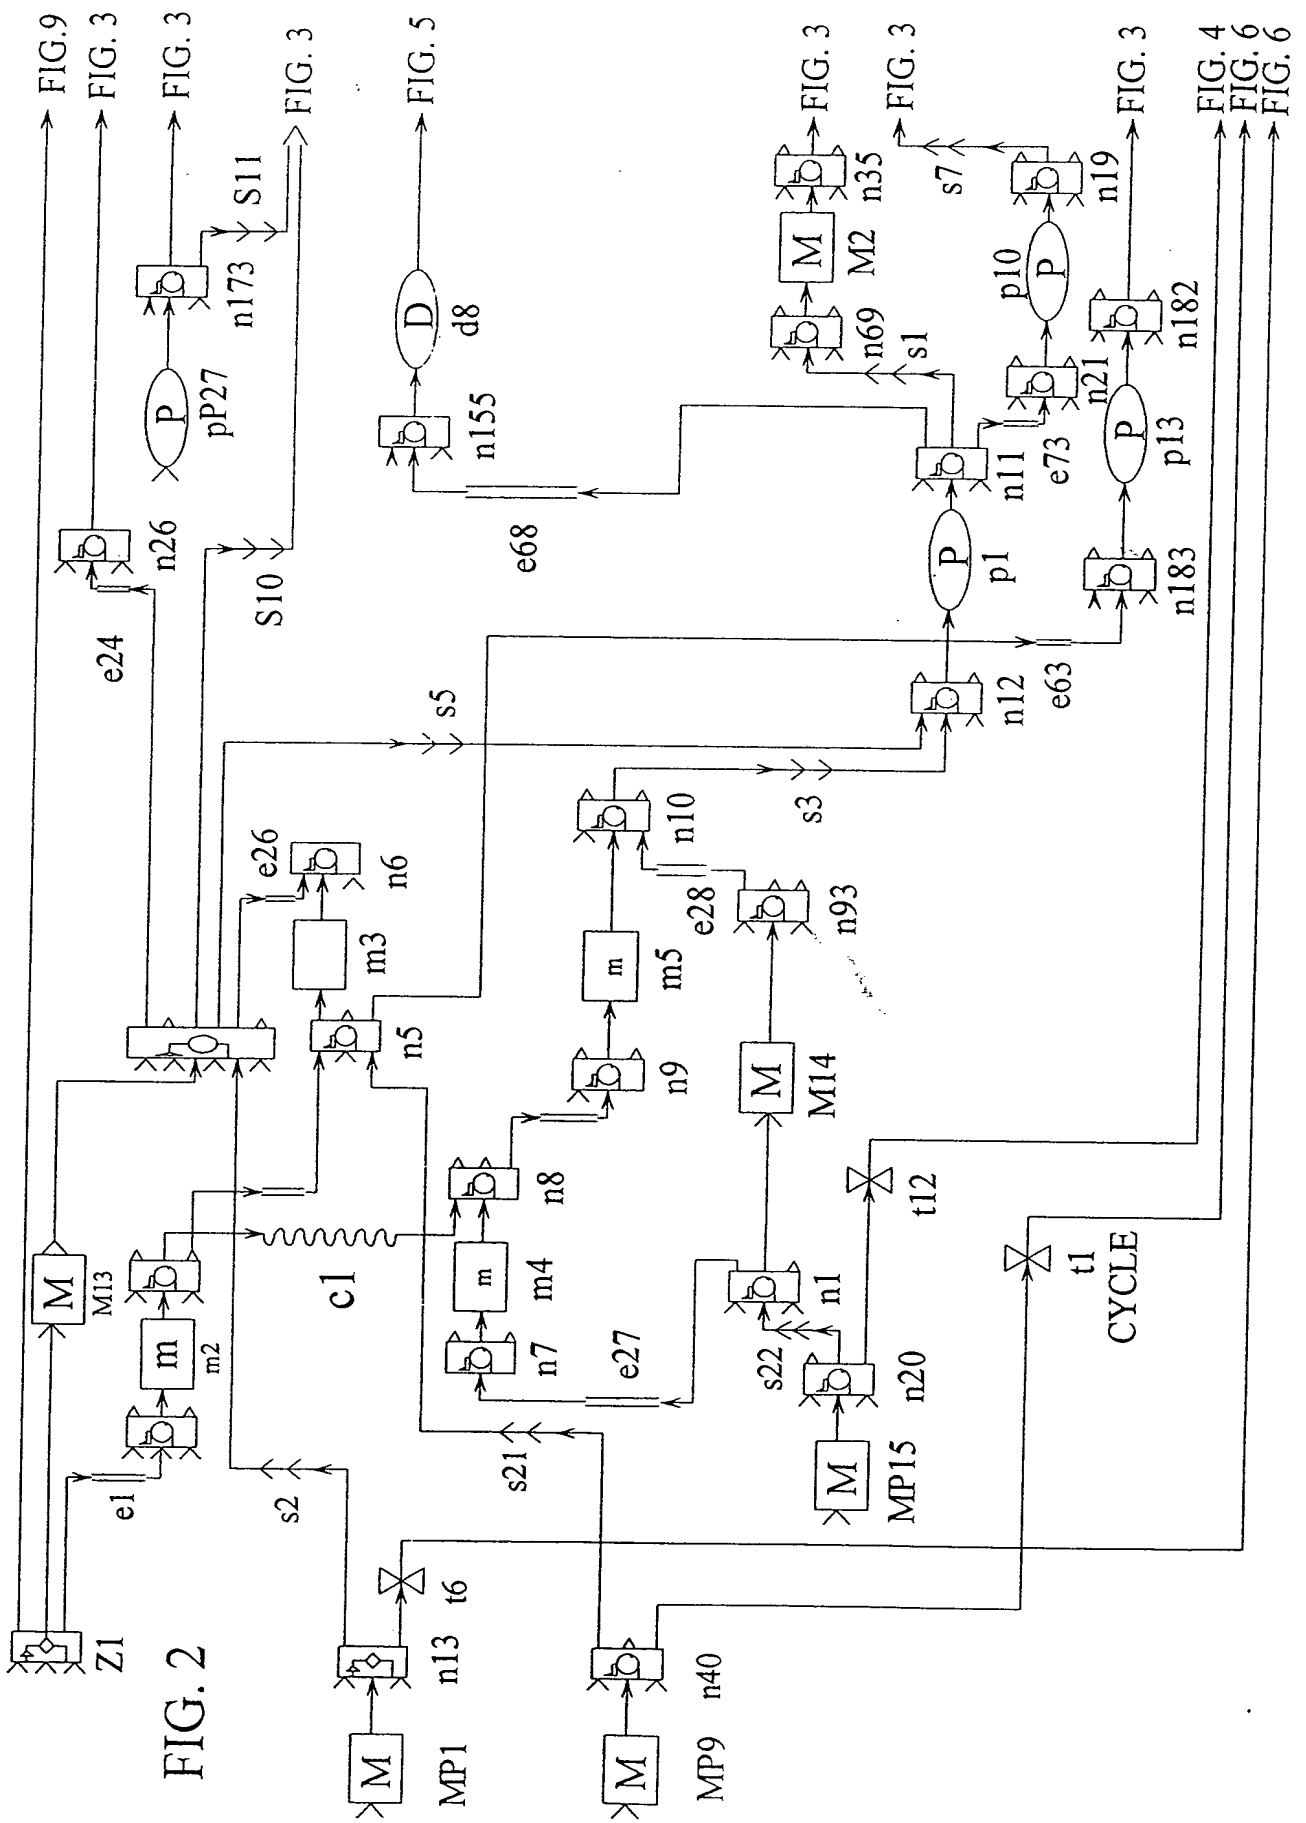 FIG. 2
FIG.9
FIG. 3
FIG. 3
FIG. 3
FIG. 5
FIG. 3
FIG. 3
FIG. 3
FIG. 4
FIG. 6
FIG. 6
Z1
e1
M
M13
m
m2
c1
s2
M
MP1
n13
t6
M
MP9
n40
s21
e24
n26
P
pP27
n173
S11
S10
e26
n6
m3
n5
s5
n7
m
m4
n8
n9
m
m5
n10
s3
e27
M
MP15
n20
s22
n1
t12
t1
CYCLE
M
M14
n93
e28
n12
P
p1
n11
e68
n155
D
d8
s1
n69
M
M2
n35
e73
n21
P
p10
n19
s7
e63
n183
P
p13
n182